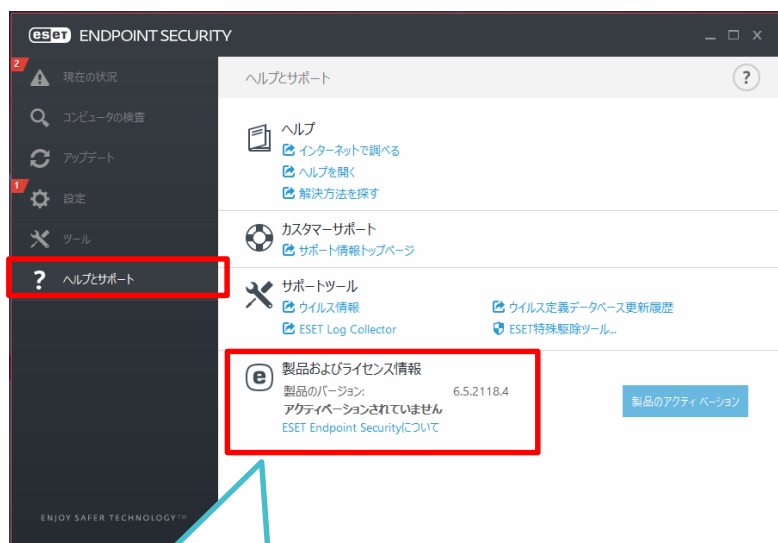 eset ENDPOINT SECURITY
2
現在の状況
コンピュータの検査
アップデート
1
設定
ツール
? ヘルプとサポート
ENJOY SAFER TECHNOLOGY™
ヘルプとサポート
?
ヘルプ
インターネットで調べる
ヘルプを開く
解決方法を探す
カスタマーサポート
サポート情報トップページ
サポートツール
ウイルス情報
ウイルス定義データベース更新履歴
ESET Log Collector
ESET特殊駆除ツール...
e 製品およびライセンス情報
製品のバージョン: 6.5.2118.4
アクティベーションされていません
ESET Endpoint Securityについて
製品のアクティベーション